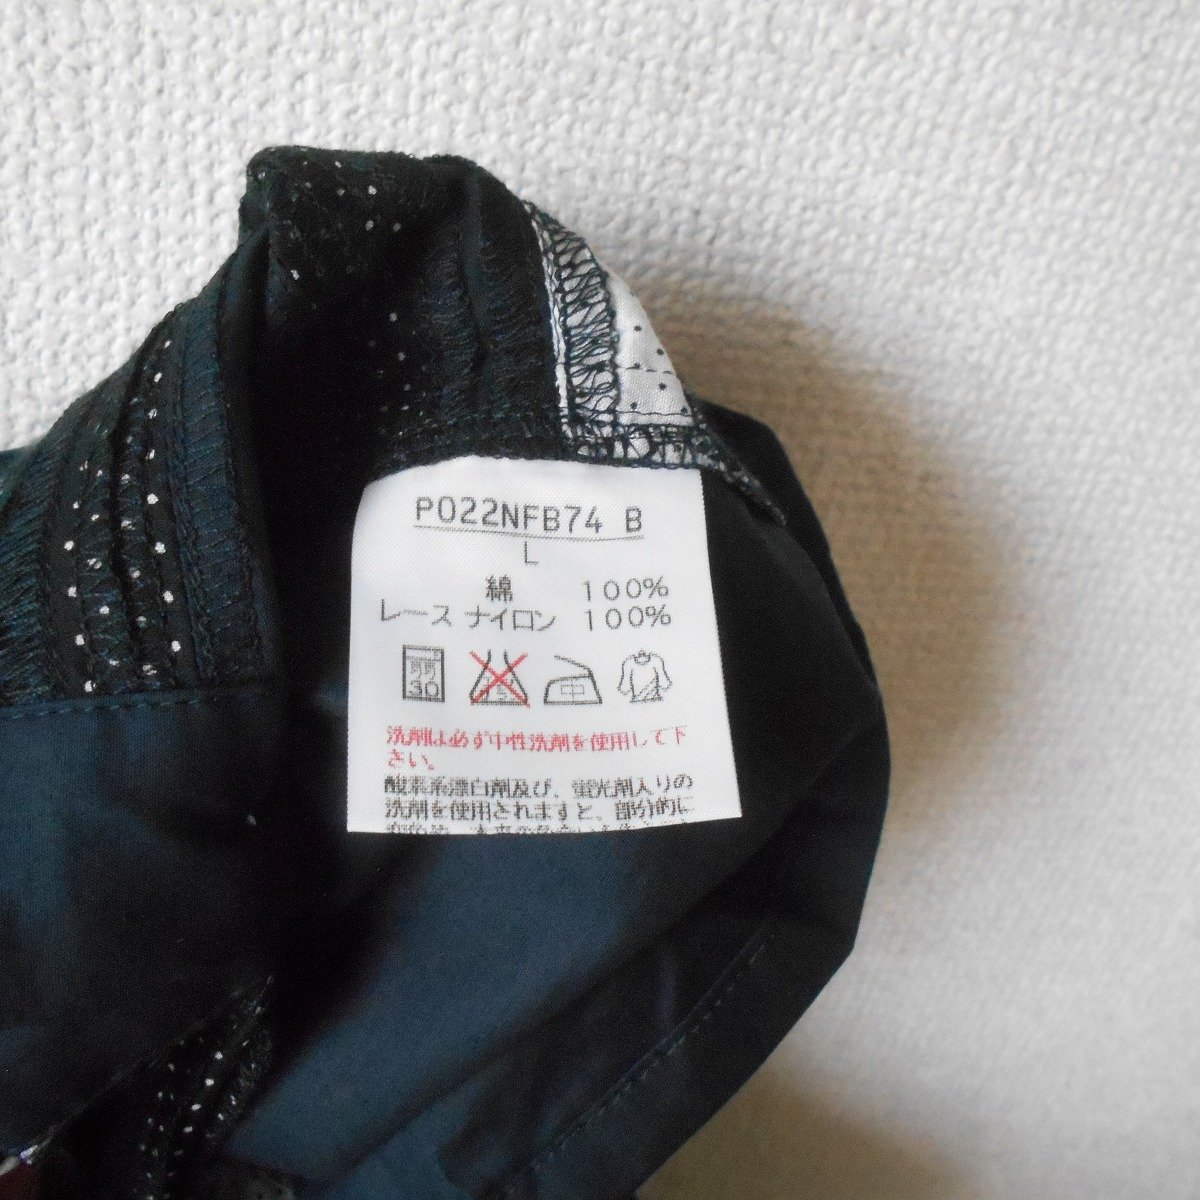 P022NFB74 B
L
綿 100%
レース ナイロン 100%
30
洗剤は必ず中性洗剤を使用して下
さい。
酸素系漂白剤及び、蛍光剤入りの
洗剤を使用されますと、部分的に